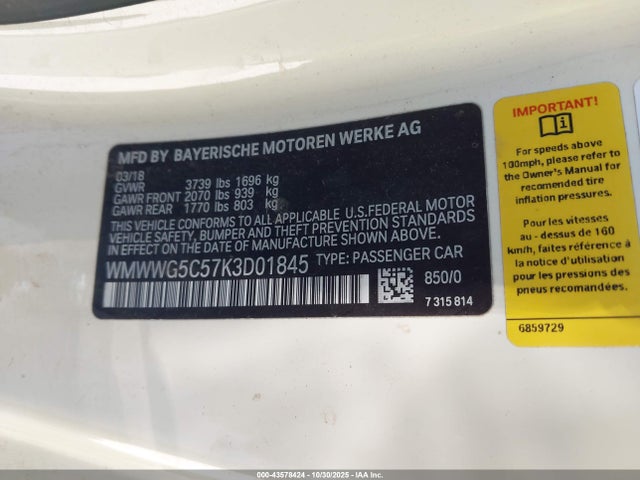 MFD BY BAYERISCHE MOTOREN WERKE AG
03/18
GVWR 3739 lbs 1696 kg
GAWR FRONT 2070 lbs 939 kg
GAWR REAR 1770 lbs 803 kg
THIS VEHICLE CONFORMS TO ALL APPLICABLE U.S.FEDERAL MOTOR
VEHICLE SAFETY, BUMPER AND THEFT PREVENTION STANDARDS
IN EFFECT ON THE DATE OF MANUFACTURE SHOWN ABOVE.
WMWWG5C57K3D01845 TYPE: PASSENGER CAR
850/0
7 315 814
IMPORTANT!
For speeds above
100mph, please refer to
the Owner's Manual for
recomended tire
inflation pressures.
Pour les vitesses
au - dessus de 160
km/h, faites référence à
l'étude d'utilisation
pour les pressions des
pneus recomandées.
6859729
000-43578424 - 10/30/2025 - IAA Inc.